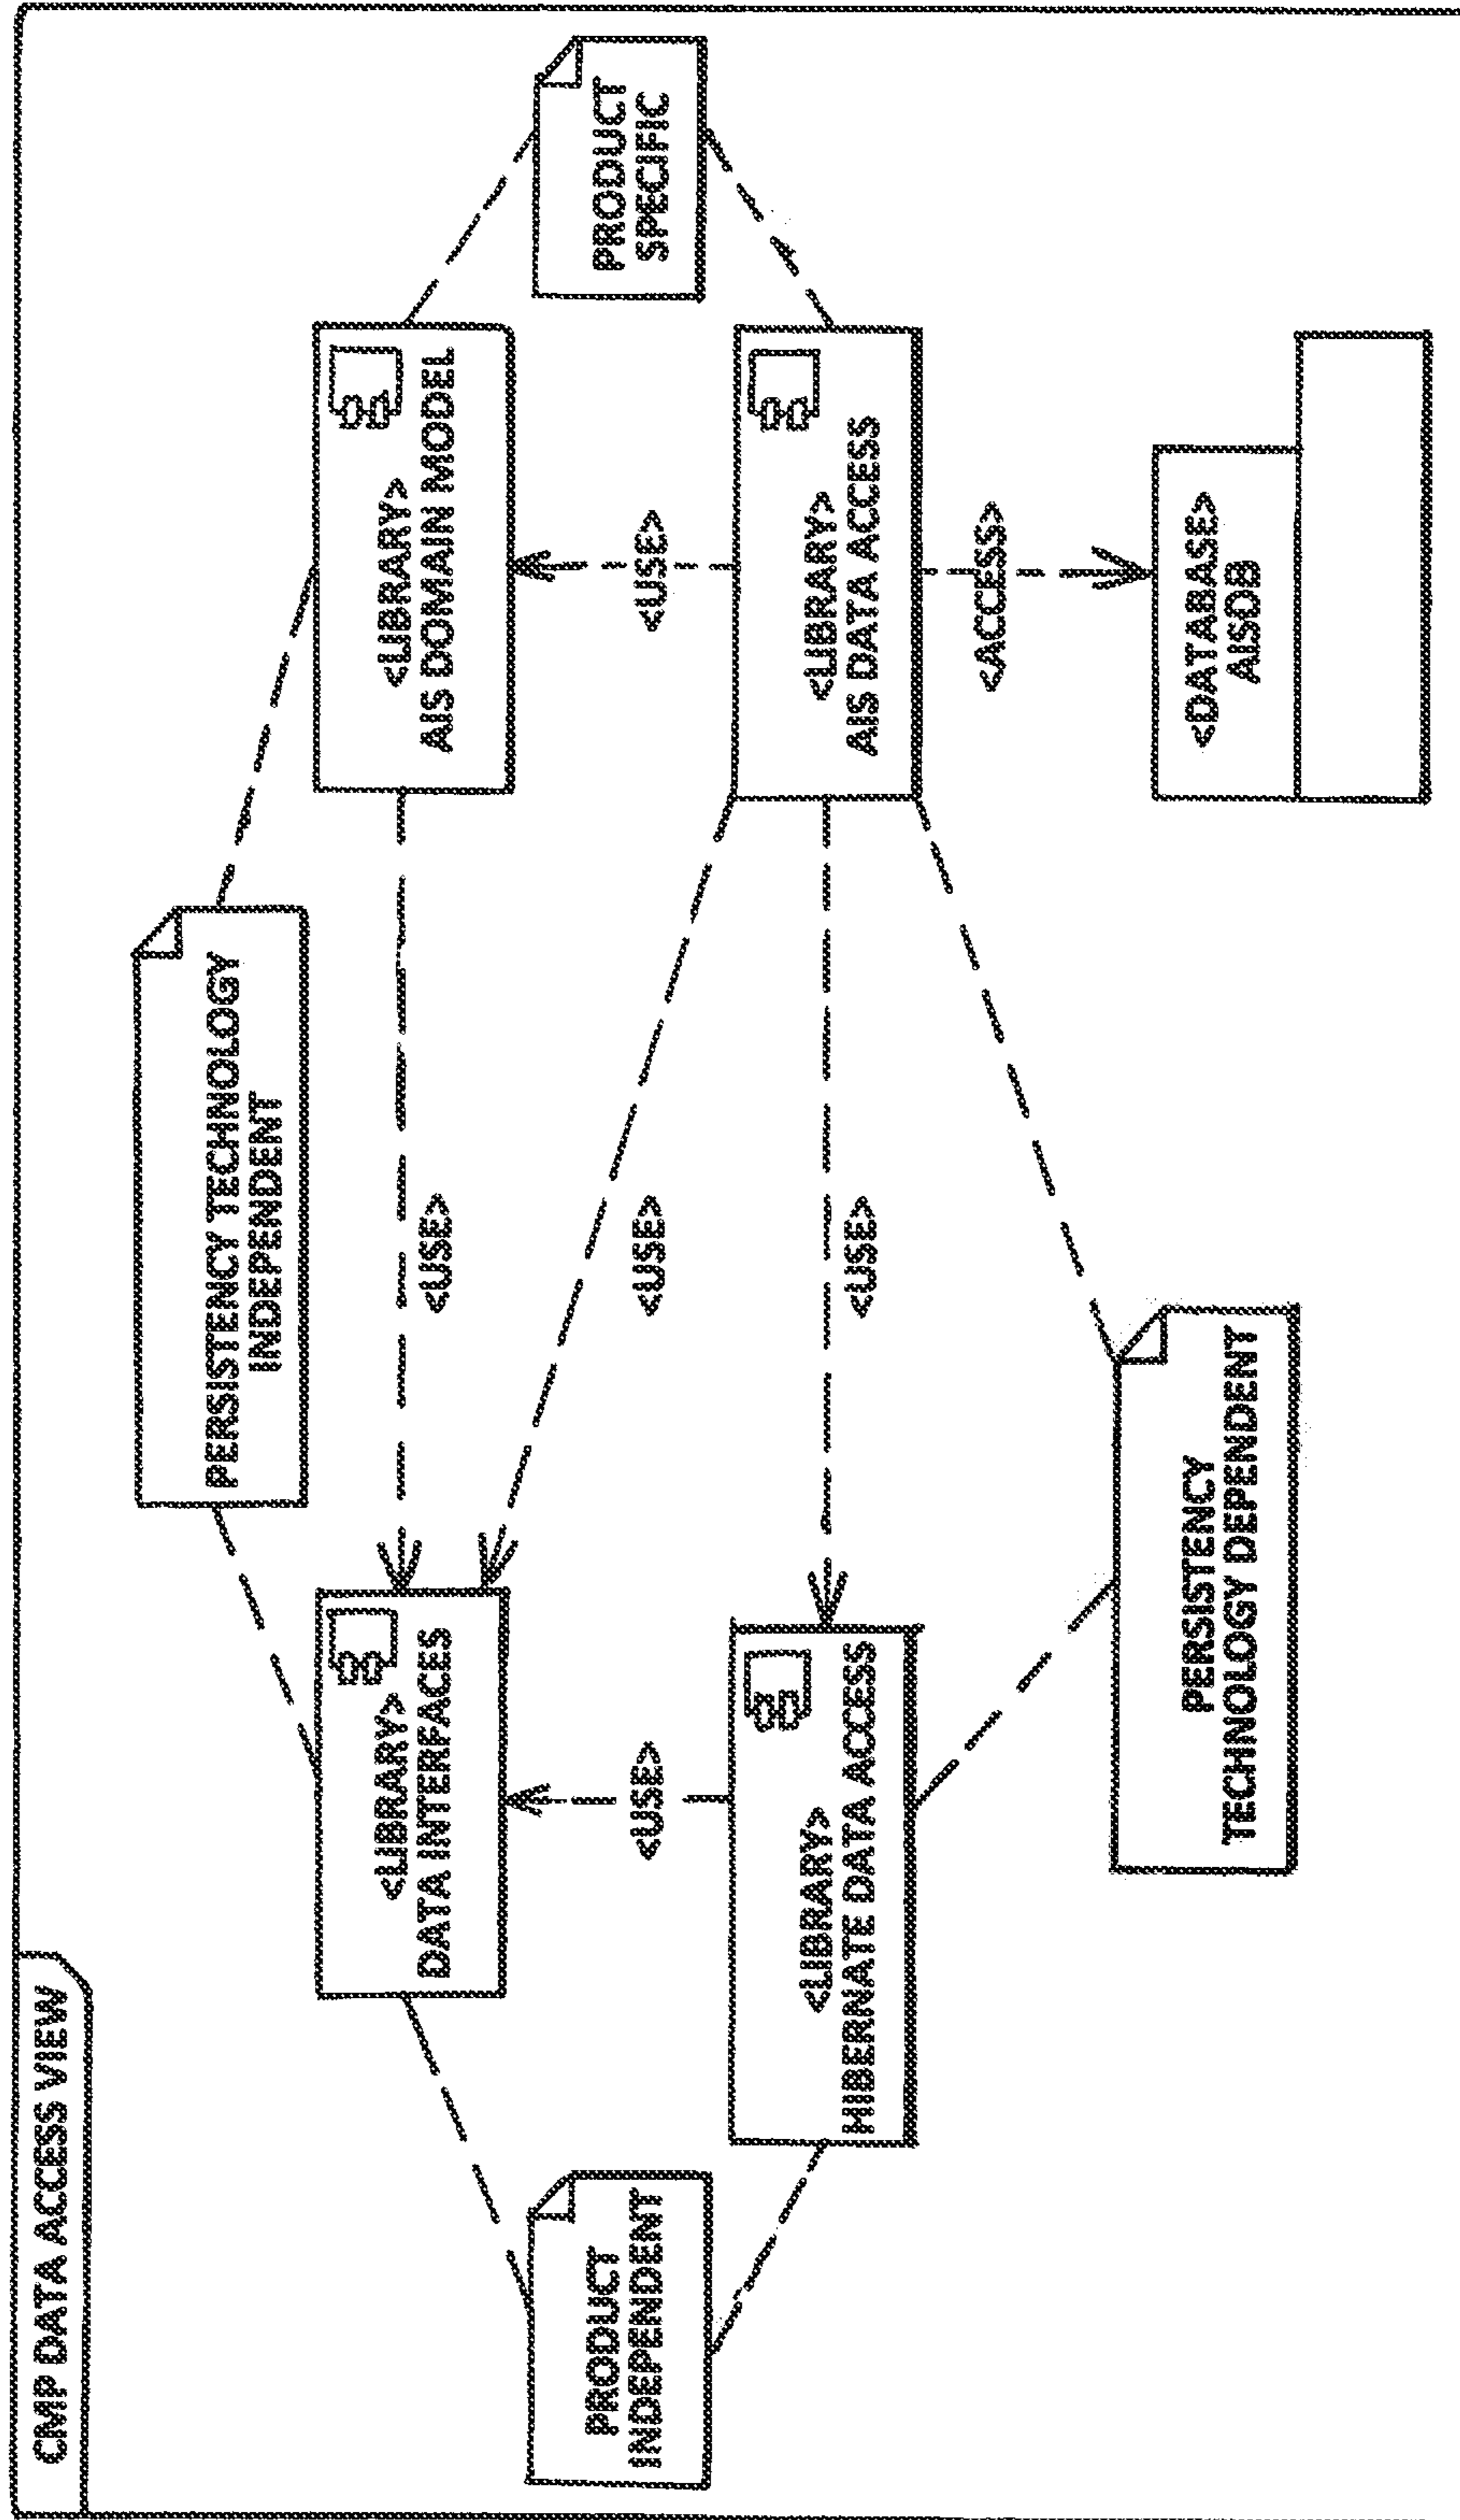 CMP DATA ACCESS VIEW
PERSISTENCY TECHNOLOGY
INDEPENDENT
<LIBRARY>
DATA INTERFACES
<USE>
<LIBRARY>
AIS DOMAIN MODEL
PRODUCT
INDEPENDENT
<USE>
<USE>
<USE>
PRODUCT
SPECIFIC
<LIBRARY>
HIBERNATE DATA ACCESS
<USE>
<LIBRARY>
AIS DATA ACCESS
<ACCESS>
PERSISTENCY
TECHNOLOGY DEPENDENT
<DATABASE>
AISDB